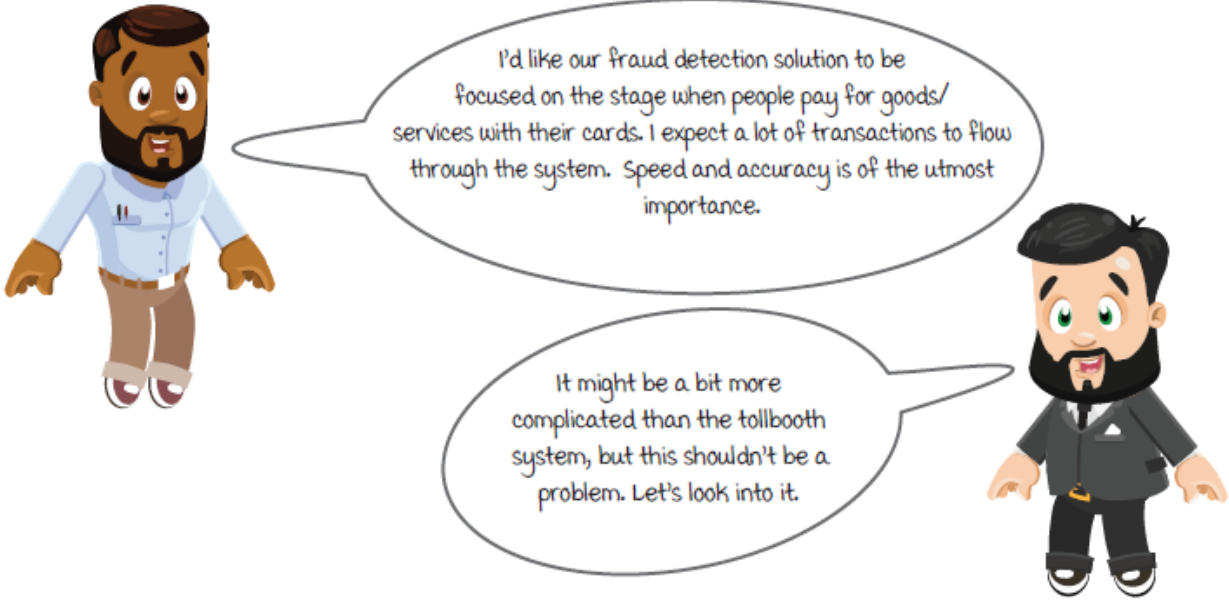 I'd like our fraud detection solution to be
focused on the stage when people pay for goods/
services with their cards. I expect a lot of transactions to flow
through the system. Speed and accuracy is of the utmost
importance.
It might be a bit more
complicated than the tollbooth
system, but this shouldn't be a
problem. Let's look into it.